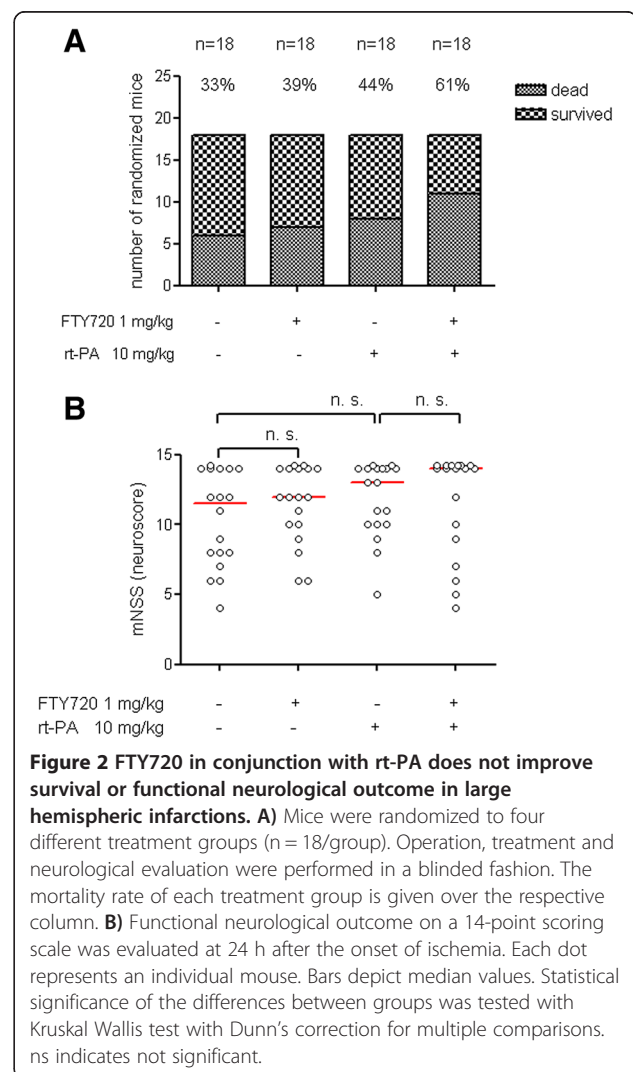 A
n=18 n=18 n=18 n=18
33% 39% 44% 61%
dead
survived
number of randomized mice
25
20
15
10
5
0
FTY720 1 mg/kg - + - +
rt-PA 10 mg/kg - - + +
B
n. s. n. s.
n. s.
mNSS (neuroscore)
15
10
5
0
FTY720 1 mg/kg - + - +
rt-PA 10 mg/kg - - + +
Figure 2 FTY720 in conjunction with rt-PA does not improve
survival or functional neurological outcome in large
hemispheric infarctions. A) Mice were randomized to four
different treatment groups (n = 18/group). Operation, treatment and
neurological evaluation were performed in a blinded fashion. The
mortality rate of each treatment group is given over the respective
column. B) Functional neurological outcome on a 14-point scoring
scale was evaluated at 24 h after the onset of ischemia. Each dot
represents an individual mouse. Bars depict median values. Statistical
significance of the differences between groups was tested with
Kruskal Wallis test with Dunn's correction for multiple comparisons.
ns indicates not significant.